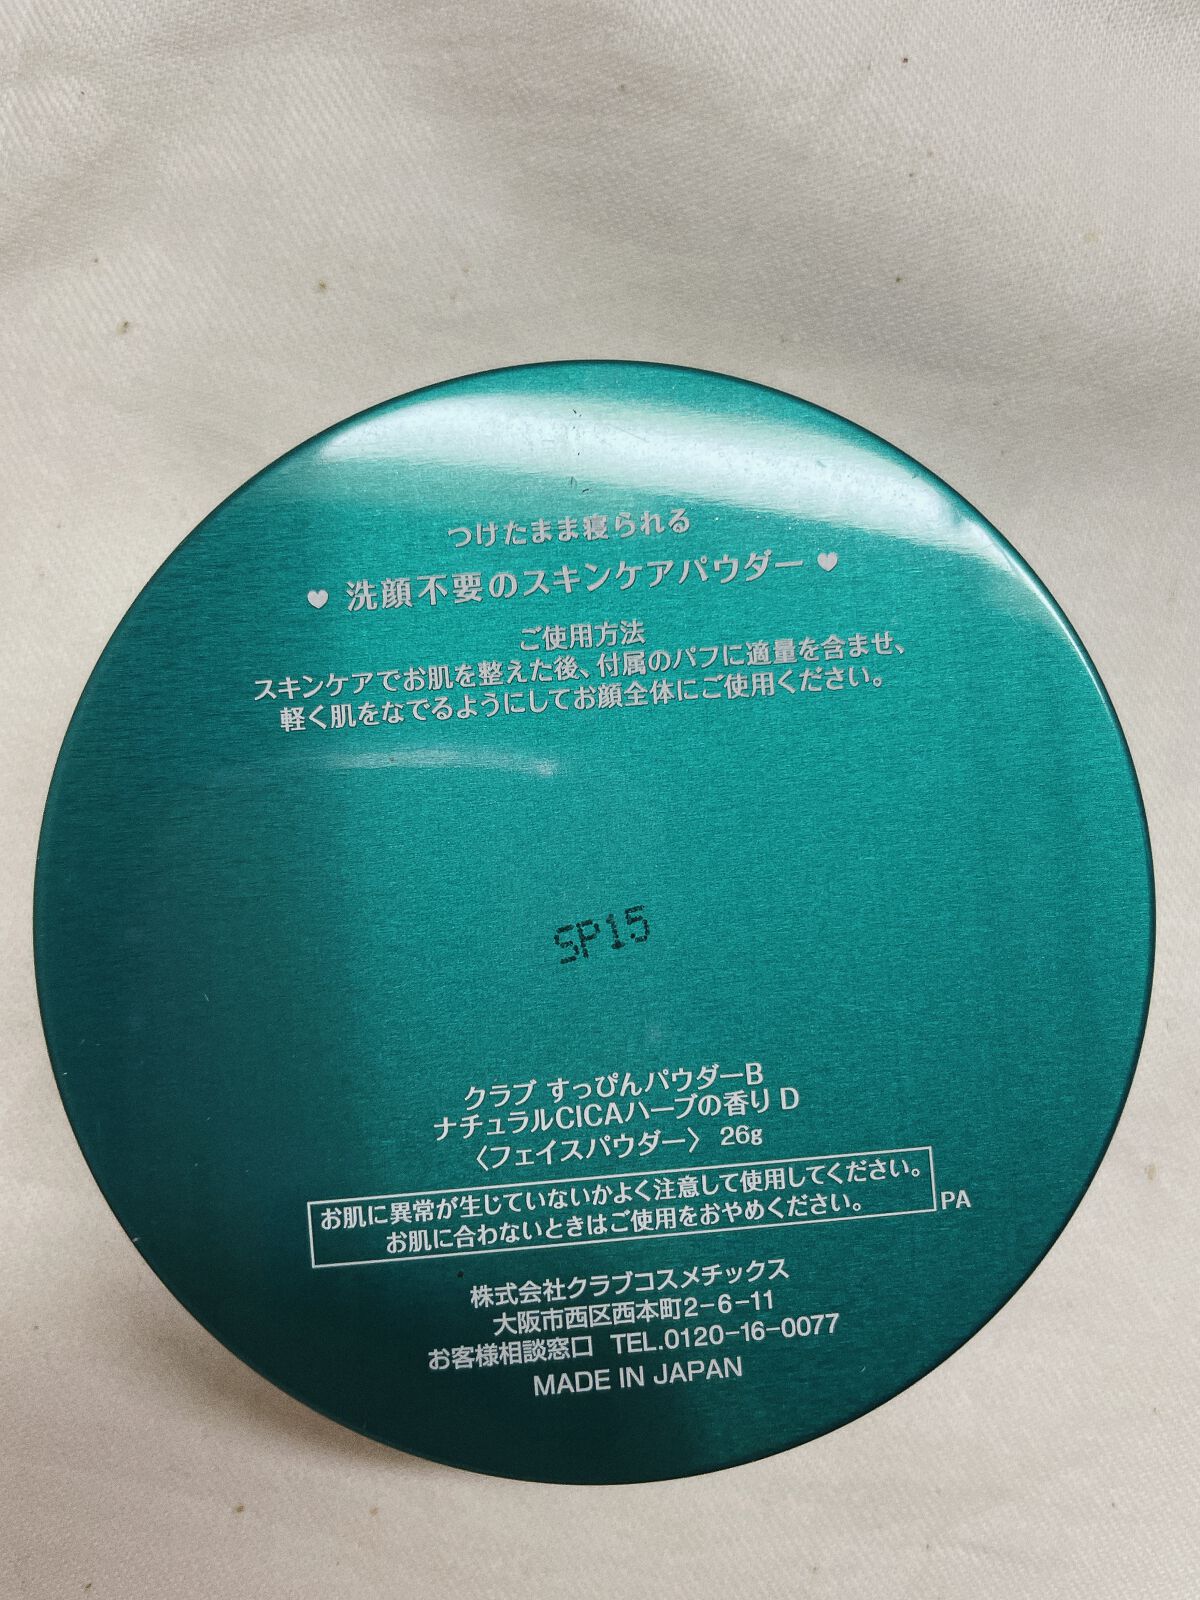 つけたまま寝られる
♥ 洗顔不要のスキンケアパウダー ♥
ご使用方法
スキンケアでお肌を整えた後、付属のパフに適量を含ませ、
軽く肌をなでるようにしてお顔全体にご使用ください。
SP15
クラブ すっぴんパウダーB
ナチュラルCICAハーブの香り D
〈フェイスパウダー〉 26g
お肌に異常が生じていないかよく注意して使用してください。
お肌に合わないときはご使用をおやめください。
PA
株式会社クラブコスメチックス
大阪市西区西本町2-6-11
お客様相談窓口 TEL.0120-16-0077
MADE IN JAPAN